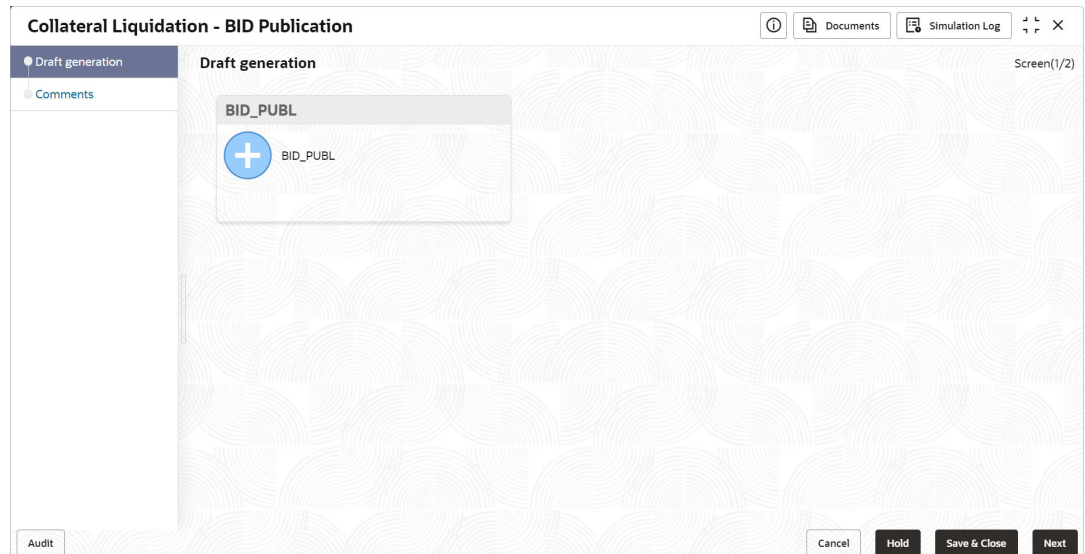 Collateral Liquidation - BID Publication
Documents
Simulation Log
Draft generation
Comments
Draft generation
Screen(1/2)
BID_PUBL
BID_PUBL
Audit
Cancel
Hold
Save & Close
Next